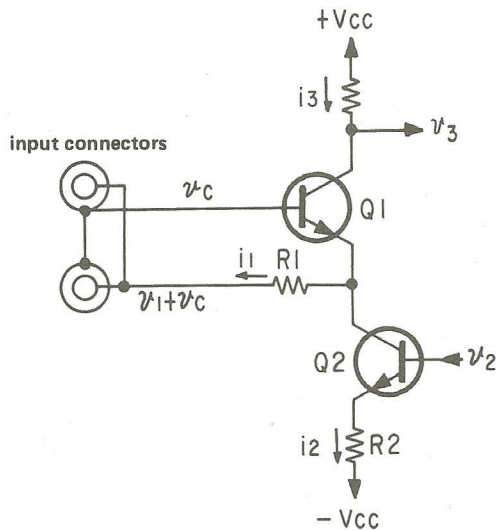 +Vcc
i3
v3
input connectors
vc
Q1
i1
R1
v1+vc
Q2
v2
i2
R2
- Vcc